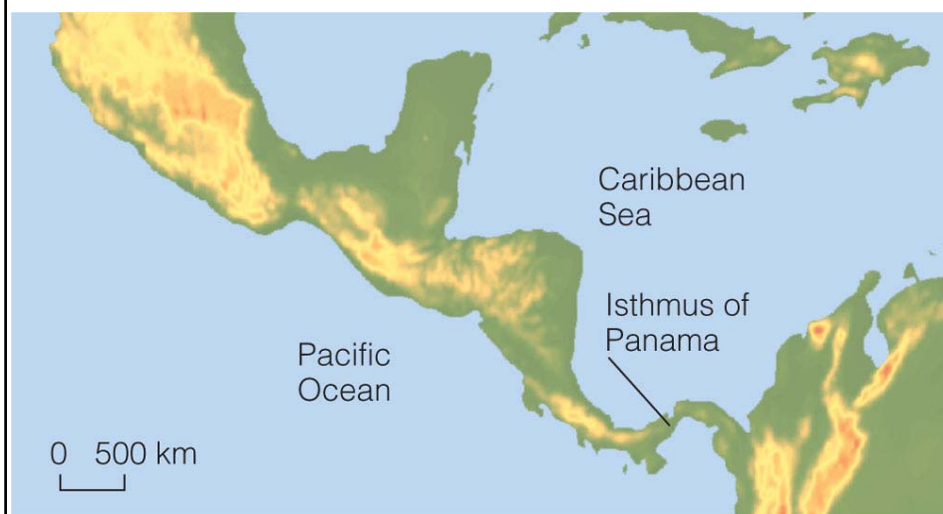 Caribbean
Sea
Isthmus of
Panama
Pacific
Ocean
0 500 km